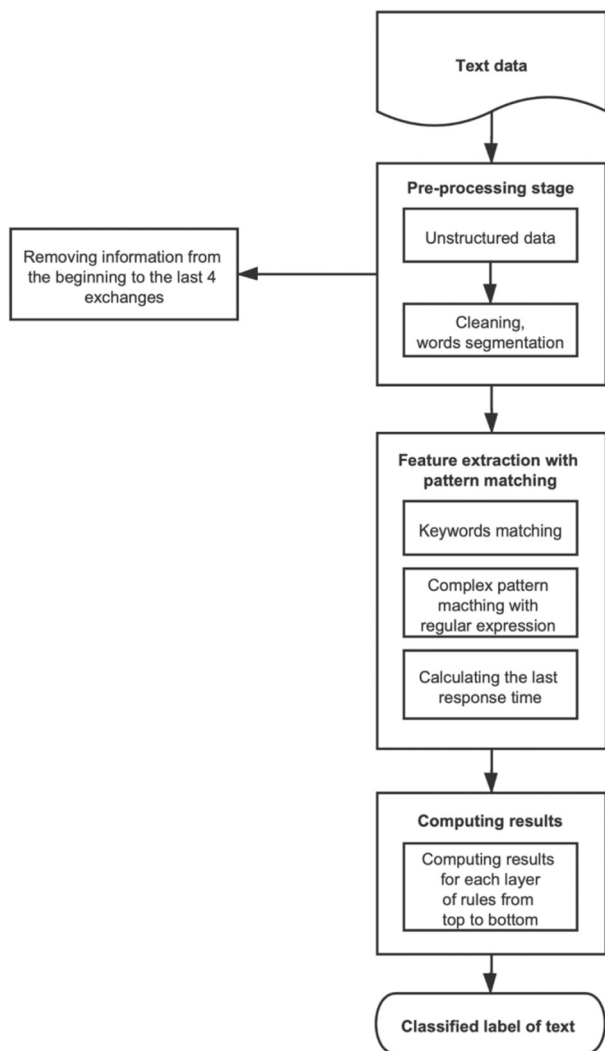 Text data
Pre-processing stage
Unstructured data
Removing information from
the beginning to the last 4
exchanges
Cleaning,
words segmentation
Feature extraction with
pattern matching
Keywords matching
Complex pattern
macthing with
regular expression
Calculating the last
response time
Computing results
Computing results
for each layer
of rules from
top to bottom
Classified label of text